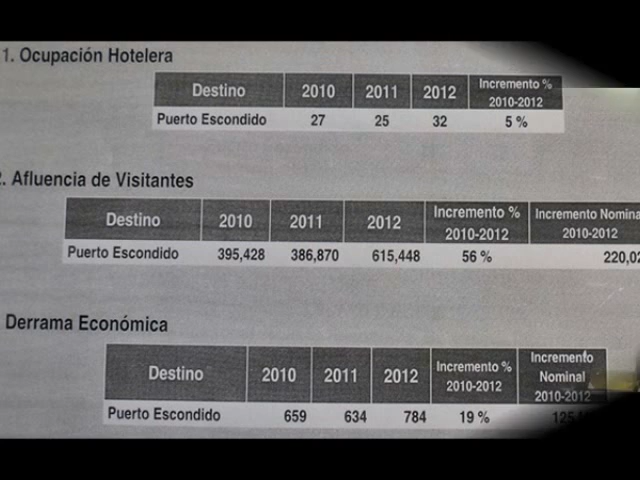 1. Ocupación Hotelera
Destino 2010 2011 2012 Incremento % 2010-2012
Puerto Escondido 27 25 32 5 %
. Afluencia de Visitantes
Destino 2010 2011 2012 Incremento % 2010-2012 Incremento Nomina 2010-2012
Puerto Escondido 395,428 386,870 615,448 56 % 220,02
Derrama Económica
Destino 2010 2011 2012 Incremento % 2010-2012 Incremento Nominal 2010-2012
Puerto Escondido 659 634 784 19 %